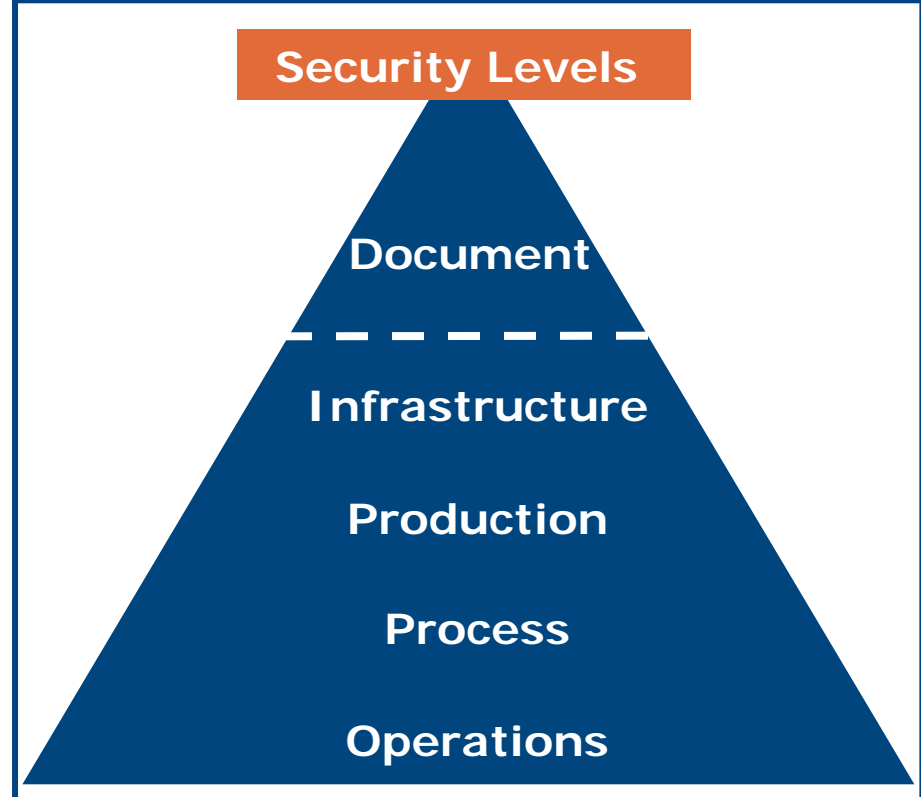 Security Levels
Document
Infrastructure
Production
Process
Operations